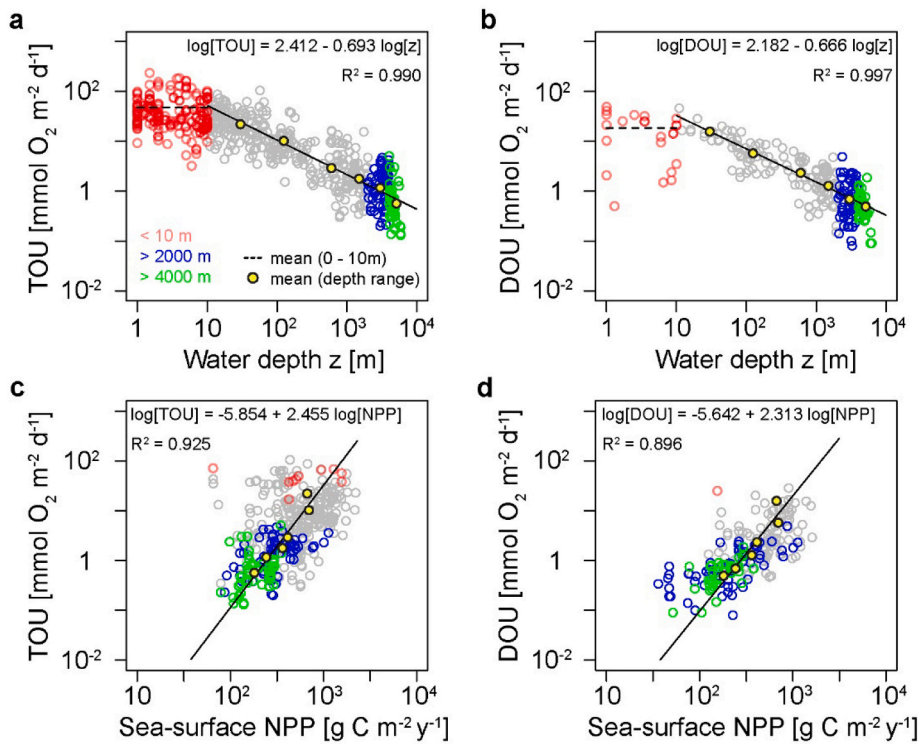 a
log[TOU] = 2.412 - 0.693 log[z]
R² = 0.990
TOU [mmol O₂ m⁻² d⁻¹]
10²
1
10⁻²
< 10 m
> 2000 m
> 4000 m
mean (0 - 10m)
mean (depth range)
1 10 10² 10³ 10⁴
Water depth z [m]
b
log[DOU] = 2.182 - 0.666 log[z]
R² = 0.997
DOU [mmol O₂ m⁻² d⁻¹]
10²
1
10⁻²
1 10 10² 10³ 10⁴
Water depth z [m]
c
log[TOU] = -5.854 + 2.455 log[NPP]
R² = 0.925
TOU [mmol O₂ m⁻² d⁻¹]
10²
1
10⁻²
10 10² 10³ 10⁴
Sea-surface NPP [g C m⁻² y⁻¹]
d
log[DOU] = -5.642 + 2.313 log[NPP]
R² = 0.896
DOU [mmol O₂ m⁻² d⁻¹]
10²
1
10⁻²
10 10² 10³ 10⁴
Sea-surface NPP [g C m⁻² y⁻¹]